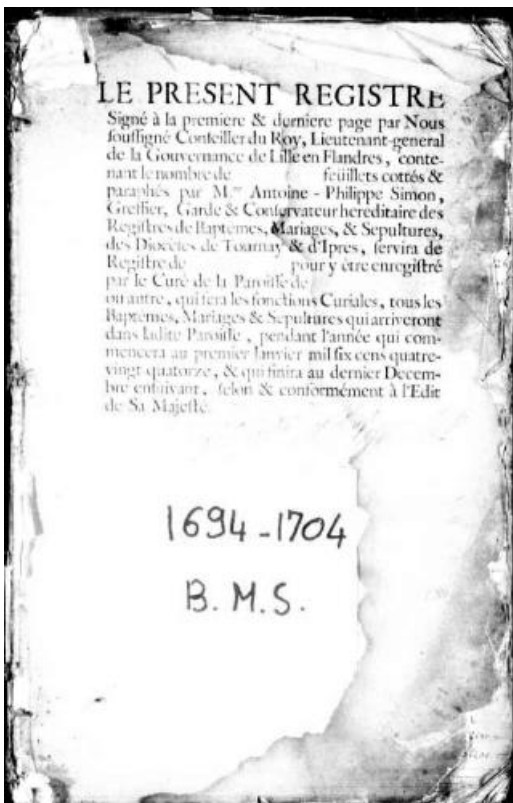 LE PRESENT REGISTRE
Signé à la premiere & derniere page par Nous
soussigné Conseiller du Roy, Lieutenant general
de la Gouvernance de Lille en Flandres, conte-
nant le nombre de feüillets cottés &
paraphés par M.re Antoine - Philippe Simon,
Greffier, Garde & Conservateur hereditaire des
Registres de Baptemes, Mariages, & Sepultures,
des Diocéses de Tournay & d'Ipres, servira de
Registre de pour y être enregistré
par le Curé de la Paroisse de
ou autre, qui fera les fonctions Curiales, tous les
Baptemes, Mariages & Sepultures qui arriveront
dans ladite Paroisse, pendant l'année qui com-
mencera au premier Janvier mil six cens quatre-
vingt quatorze, & qui finira au dernier Decem-
bre ensuivant, selon & conformément à l'Edit
de Sa Majesté.
1694-1704
B. M. S.